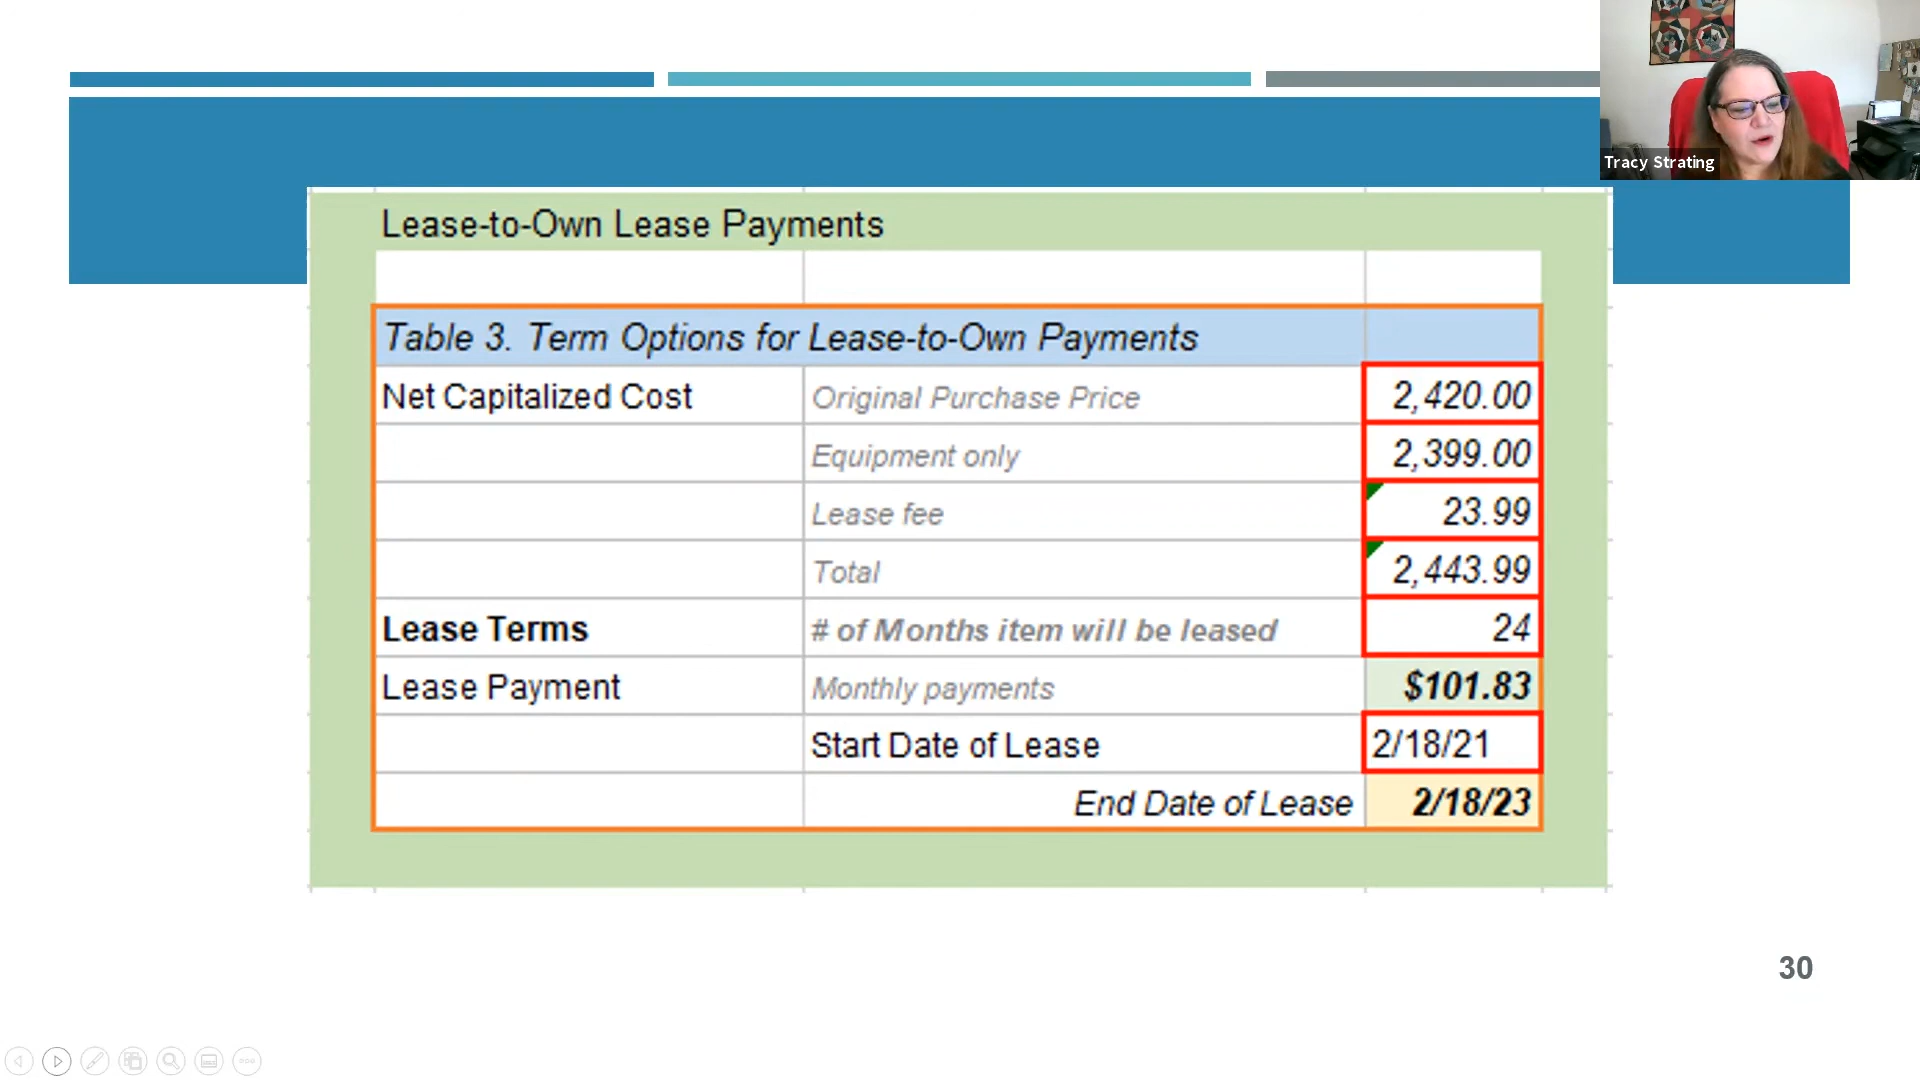 Tracy Strating
Lease-to-Own Lease Payments
Table 3. Term Options for Lease-to-Own Payments
Net Capitalized Cost Original Purchase Price 2,420.00
Equipment only 2,399.00
Lease fee 23.99
Total 2,443.99
Lease Terms # of Months item will be leased 24
Lease Payment Monthly payments $101.83
Start Date of Lease 2/18/21
End Date of Lease 2/18/23
30